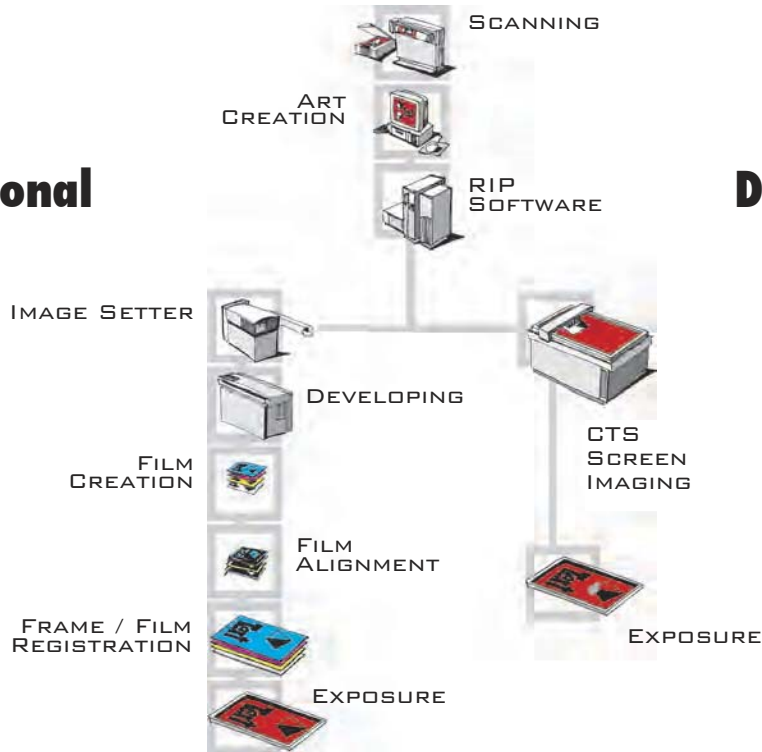 SCANNING
ART
CREATION
RIP
SOFTWARE
onal
D
IMAGE SETTER
DEVELOPING
FILM
CREATION
FILM
ALIGNMENT
FRAME / FILM
REGISTRATION
EXPOSURE
CTS
SCREEN
IMAGING
EXPOSURE